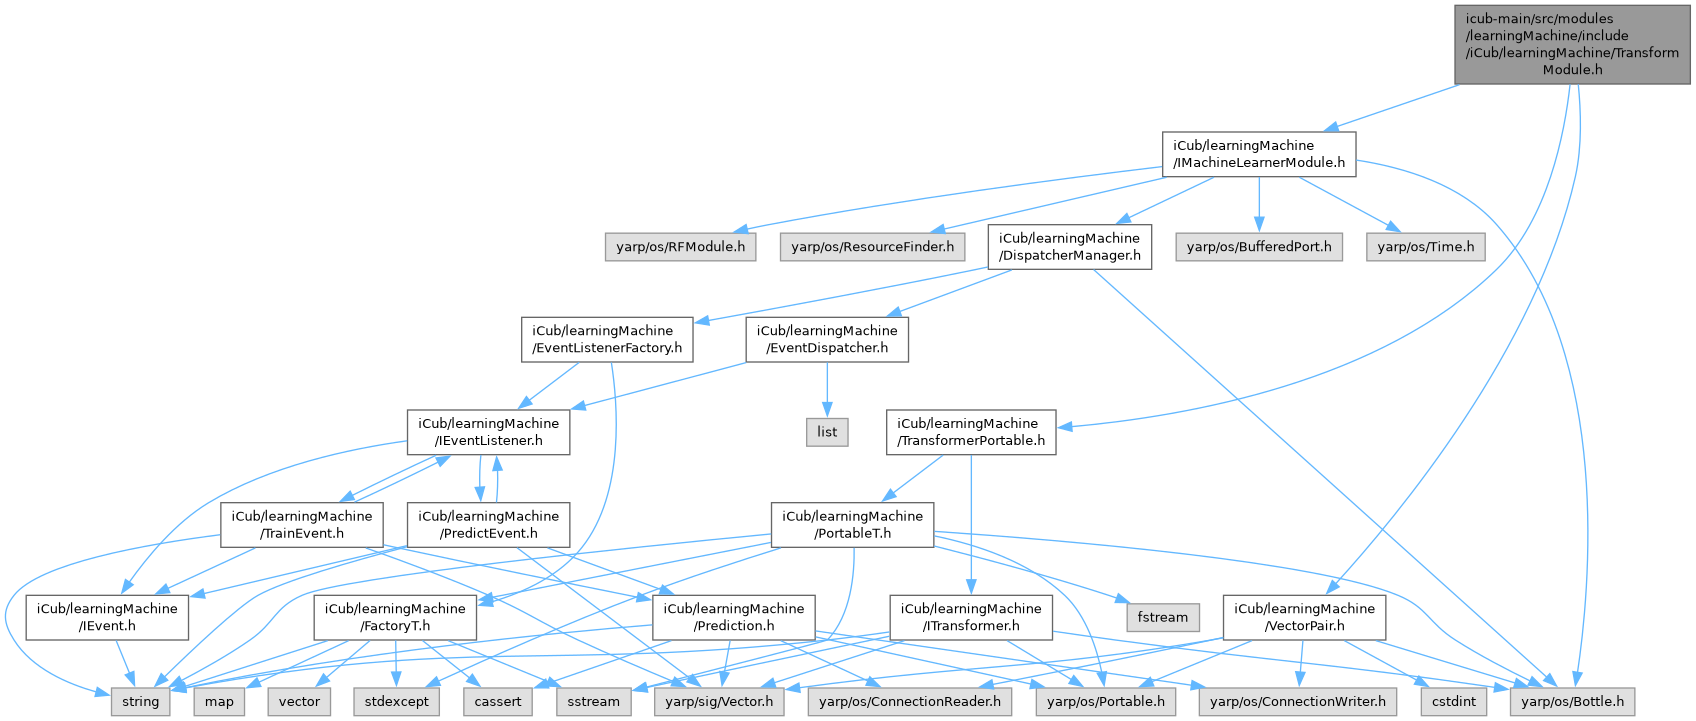 icub-main/src/modules
/learningMachine/include
/iCub/learningMachine/Transform
Module.h
iCub/learningMachine
/IMachineLearnerModule.h
yarp/os/RFModule.h
yarp/os/ResourceFinder.h
iCub/learningMachine
/DispatcherManager.h
yarp/os/BufferedPort.h
yarp/os/Time.h
iCub/learningMachine
/EventListenerFactory.h
iCub/learningMachine
/EventDispatcher.h
iCub/learningMachine
/IEventListener.h
list
iCub/learningMachine
/TransformerPortable.h
iCub/learningMachine
/TrainEvent.h
iCub/learningMachine
/PredictEvent.h
iCub/learningMachine
/PortableT.h
iCub/learningMachine
/IEvent.h
iCub/learningMachine
/FactoryT.h
iCub/learningMachine
/Prediction.h
iCub/learningMachine
/ITransformer.h
fstream
iCub/learningMachine
/VectorPair.h
string
map
vector
stdexcept
cassert
sstream
yarp/sig/Vector.h
yarp/os/ConnectionReader.h
yarp/os/Portable.h
yarp/os/ConnectionWriter.h
cstdint
yarp/os/Bottle.h